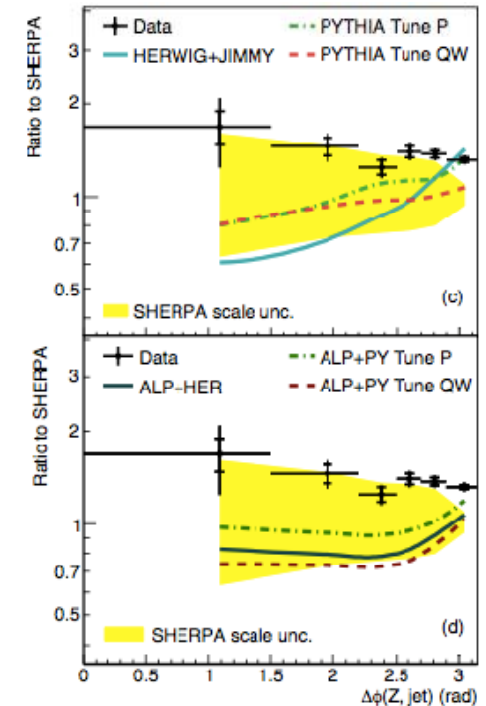 Data PYTHIA Tune P
HERWIG+JIMMY PYTHIA Tune QW
Ratio to SHERPA
3
2
1
0.7
0.5
(c)
SHERPA scale unc.
Data ALP+PY Tune P
ALP-HER ALP+PY Tune QW
Ratio to SHERPA
3
2
1
0.7
0.5
(d)
SHERPA scale unc.
0 0.5 1 1.5 2 2.5 3
Δϕ(Z, jet) (rad)